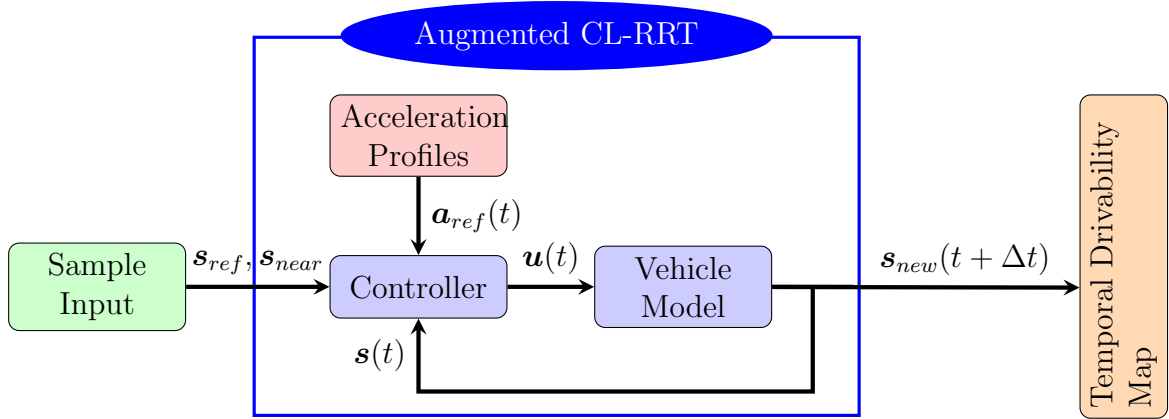 Augmented CL-RRT
Acceleration
Profiles
a_ref(t)
Sample
Input
s_ref, s_near
Controller
u(t)
Vehicle
Model
s_new(t + Δt)
s(t)
Temporal Drivability
Map